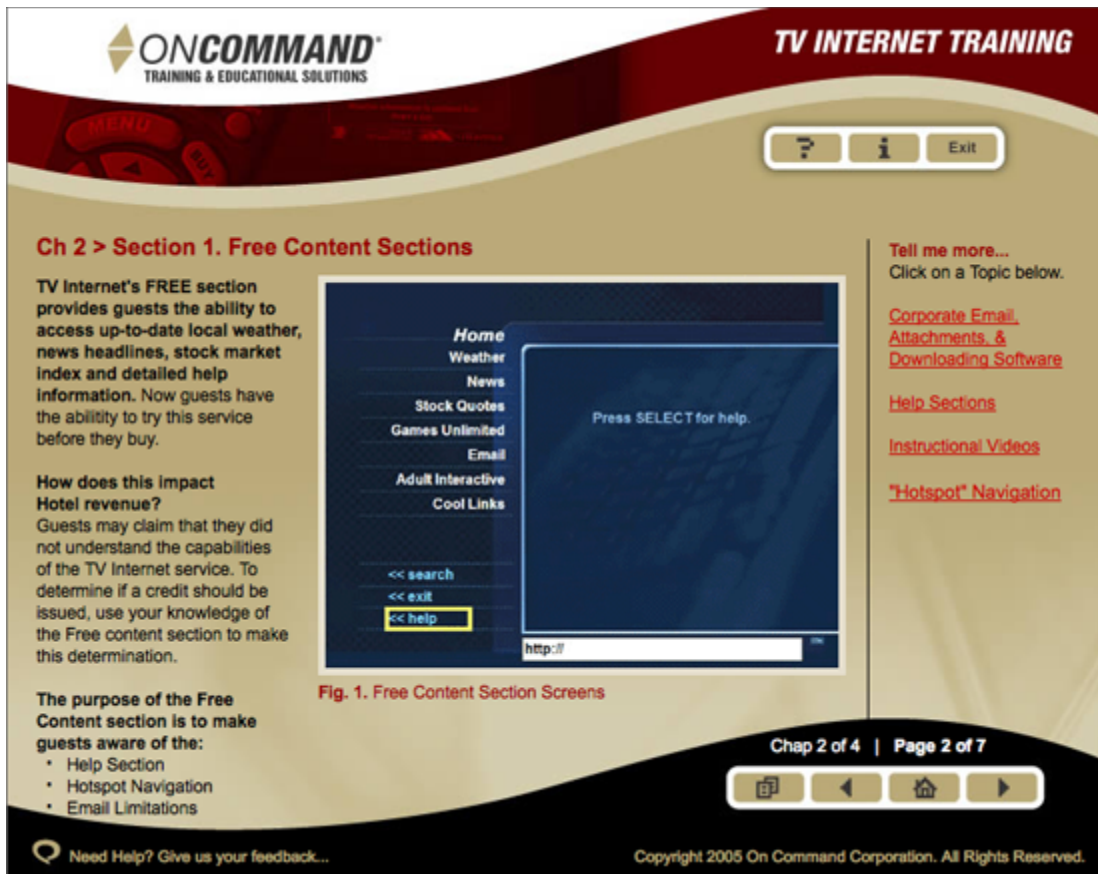 ONCOMMAND®
TRAINING & EDUCATIONAL SOLUTIONS
TV INTERNET TRAINING
MENU
BUY
? i Exit
Ch 2 > Section 1. Free Content Sections
TV Internet's FREE section
provides guests the ability to
access up-to-date local weather,
news headlines, stock market
index and detailed help
information. Now guests have
the abilitity to try this service
before they buy.
How does this impact
Hotel revenue?
Guests may claim that they did
not understand the capabilities
of the TV Internet service. To
determine if a credit should be
issued, use your knowledge of
the Free content section to make
this determination.
The purpose of the Free
Content section is to make
guests aware of the:
· Help Section
· Hotspot Navigation
· Email Limitations
Home
Weather
News
Stock Quotes
Games Unlimited
Email
Adult Interactive
Cool Links
<< search
<< exit
<< help
Press SELECT for help.
http://
Fig. 1. Free Content Section Screens
Tell me more...
Click on a Topic below.
Corporate Email,
Attachments, &
Downloading Software
Help Sections
Instructional Videos
"Hotspot" Navigation
Chap 2 of 4 | Page 2 of 7
Need Help? Give us your feedback...
Copyright 2005 On Command Corporation. All Rights Reserved.